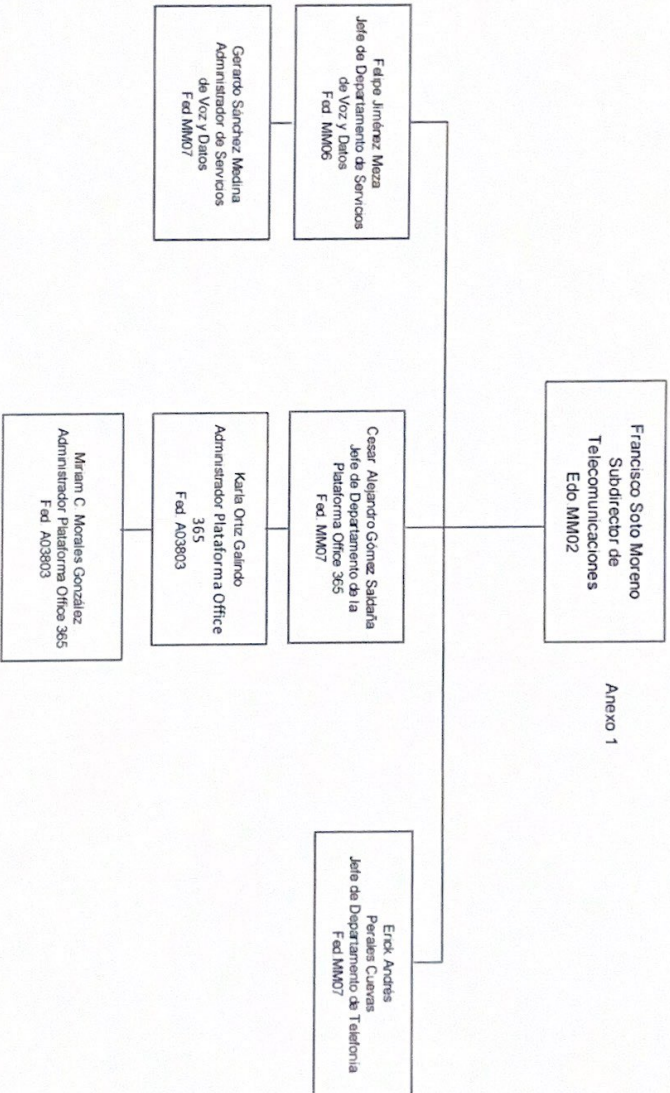 Francisco Soto Moreno
Subdirector de
Telecomunicaciones
Edo MM02
Anexo 1
Felipe Jiménez Meza
Jefe de Departamento de Servicios
de Voz y Datos
Fed MM06
Gerardo Sánchez Medina
Administrador de Servicios
de Voz y Datos
Fed MM07
Cesar Alejandro Gómez Saldaña
Jefe de Departamento de la
Plataforma Office 365
Fed. MM07
Karla Ortiz Galindo
Administrador Plataforma Office
365
Fed A03803
Miriam C. Morales González
Administrador Plataforma Office 365
Fed A03803
Erick Andrés
Perales Cuevas
Jefe de Departamento de Telefonia
Fed MM07